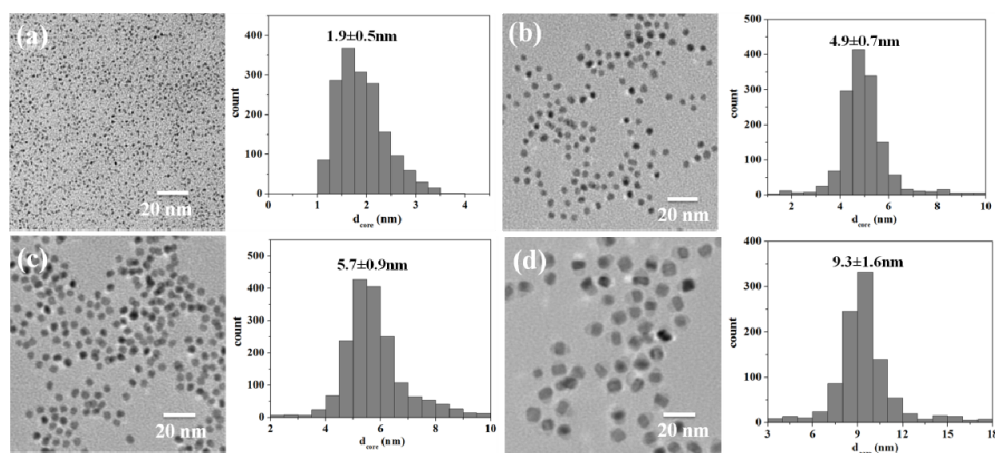 (a)
20 nm
1.9±0.5nm
count
400
300
200
100
0
0 1 2 3 4
d core (nm)
(b)
20 nm
4.9±0.7nm
count
500
400
300
200
100
0
2 4 6 8 10
d core (nm)
(c)
20 nm
5.7±0.9nm
count
500
400
300
200
100
0
2 4 6 8 10
d core (nm)
(d)
20 nm
9.3±1.6nm
count
400
300
200
100
0
3 6 9 12 15 18
(nm)